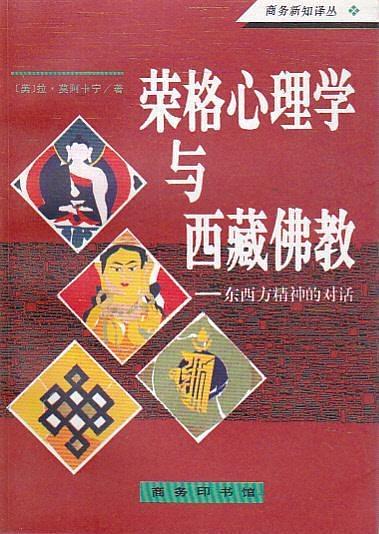 商务新知译丛
〔美〕拉·莫阿卡宁／著
荣格心理学
与
西藏佛教
—东西方精神的对话
商务印书馆